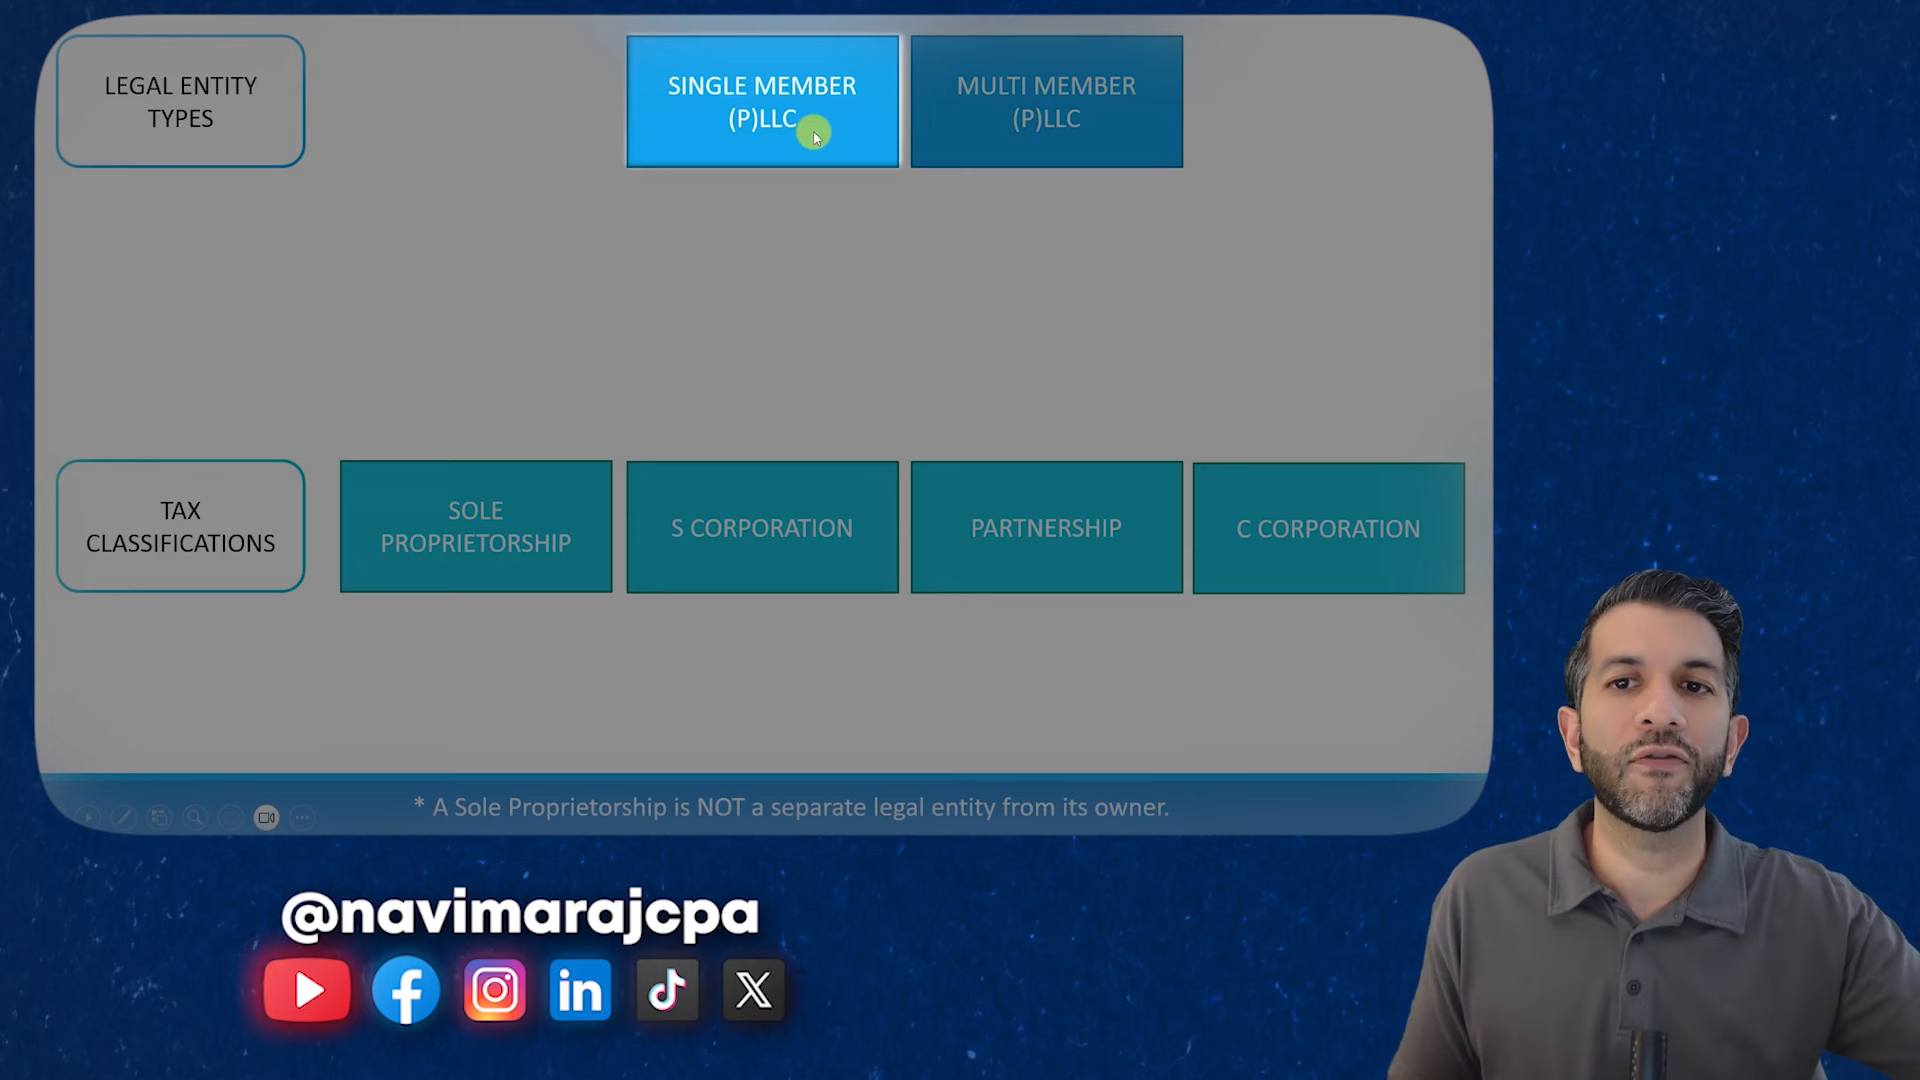 LEGAL ENTITY
TYPES
SINGLE MEMBER
(P)LLC
MULTI MEMBER
(P)LLC
TAX
CLASSIFICATIONS
SOLE
PROPRIETORSHIP
S CORPORATION
PARTNERSHIP
C CORPORATION
* A Sole Proprietorship is NOT a separate legal entity from its owner.
@navimarajcpa